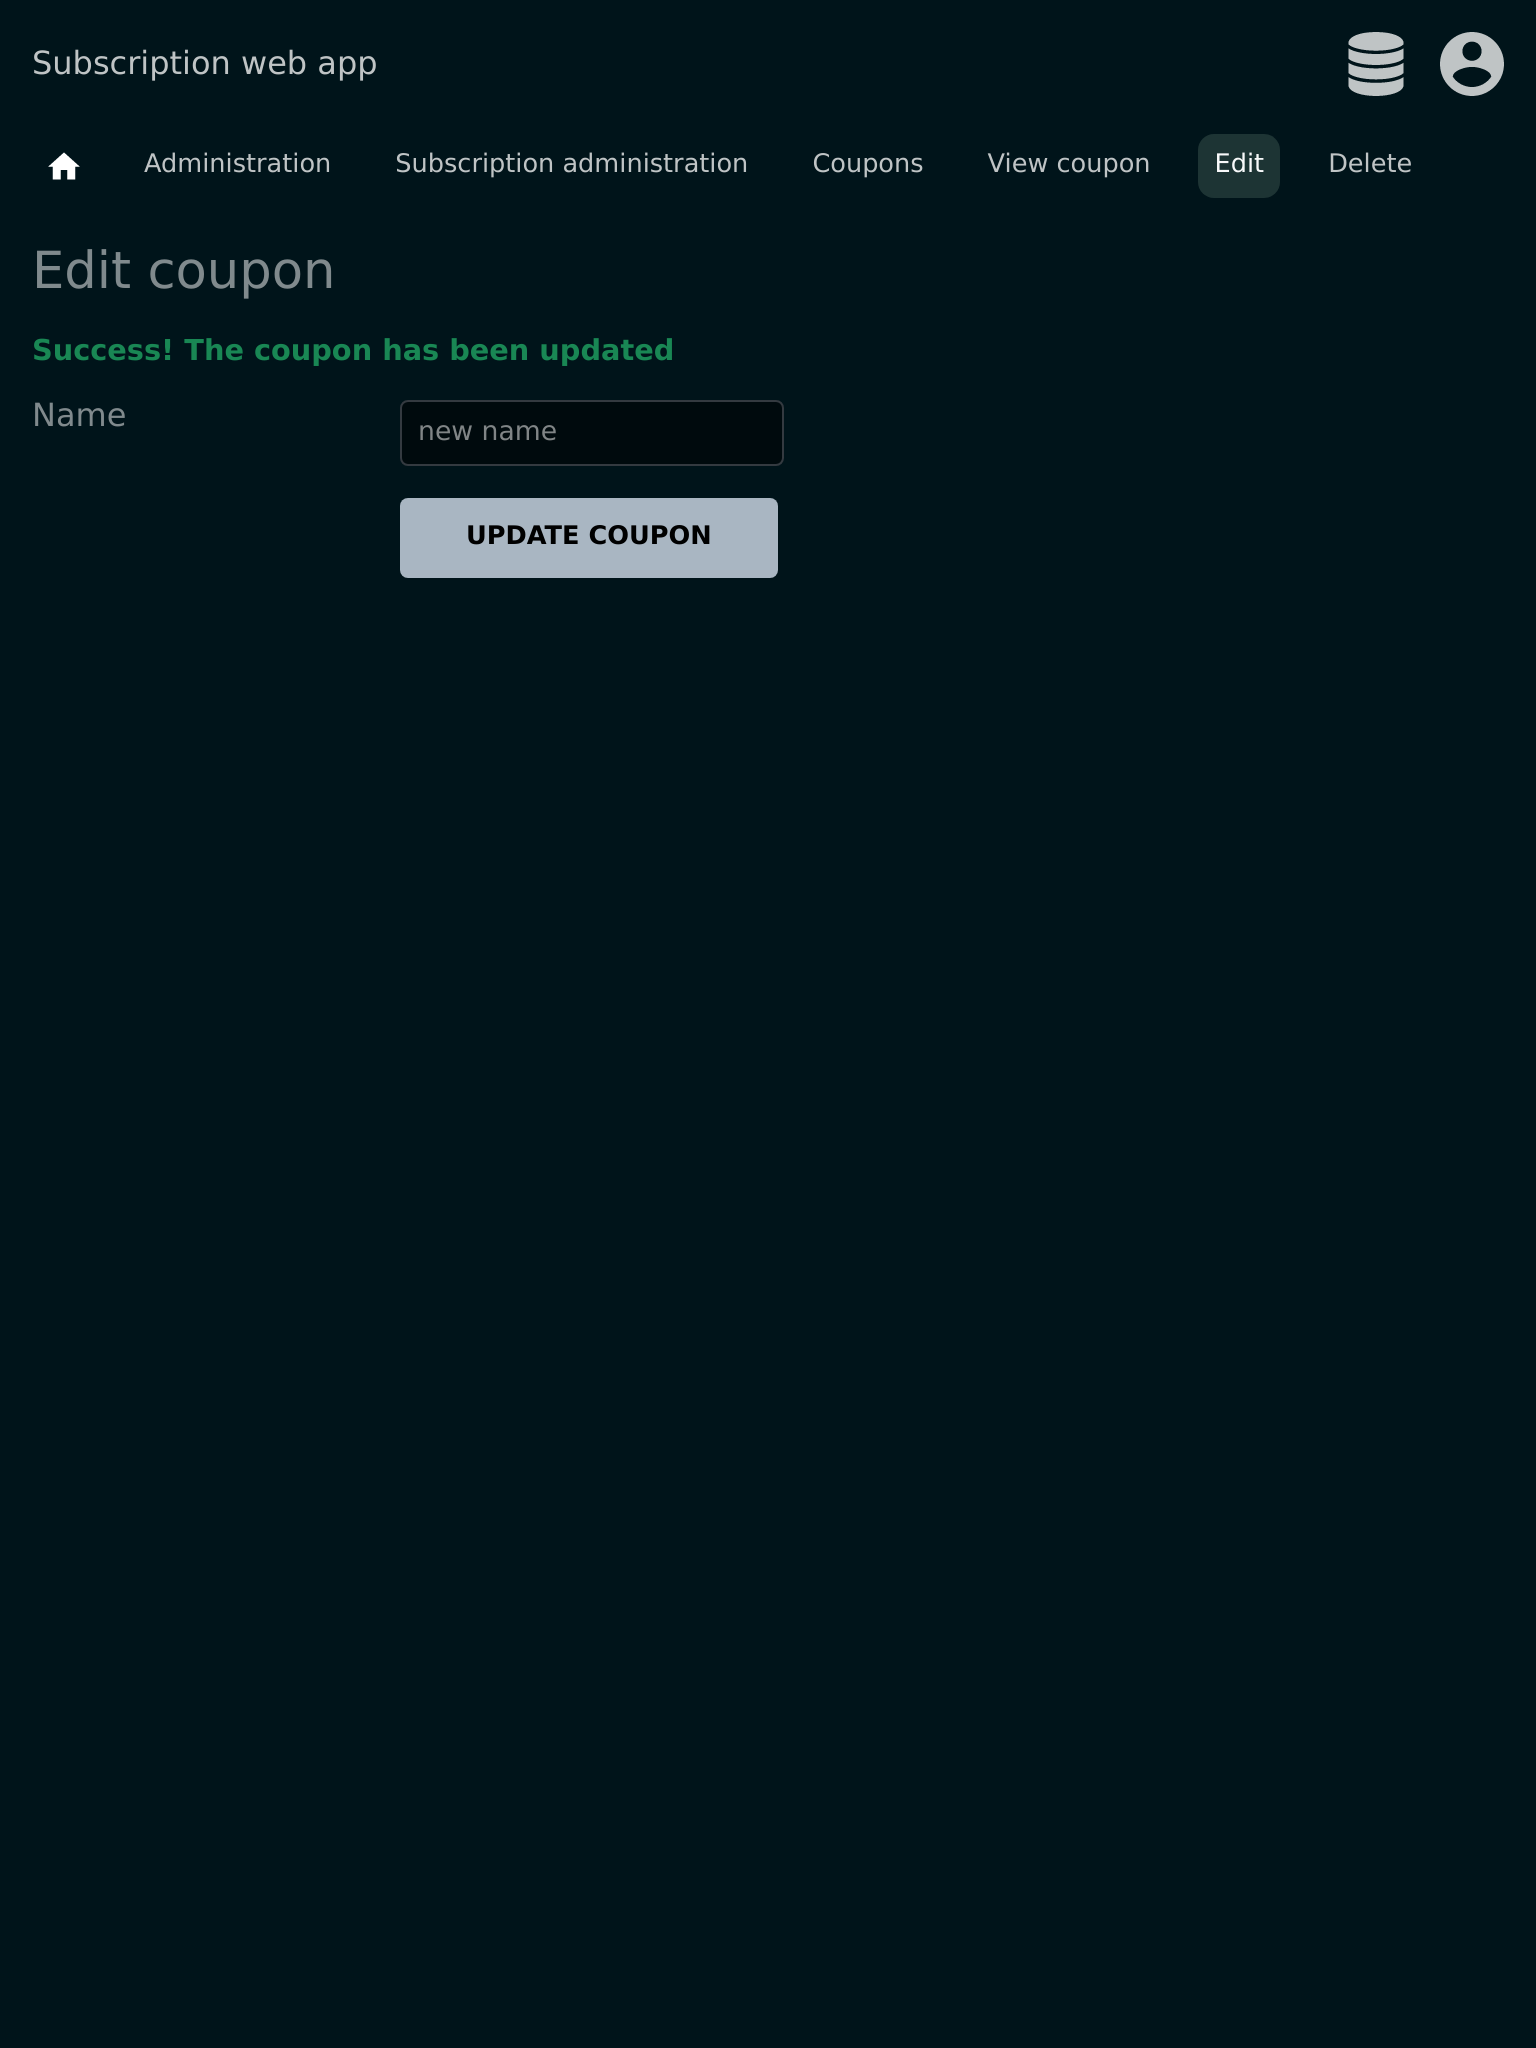 Subscription web app
Administration Subscription administration Coupons View coupon Edit Delete
Edit coupon
Success! The coupon has been updated
Name
new name
UPDATE COUPON